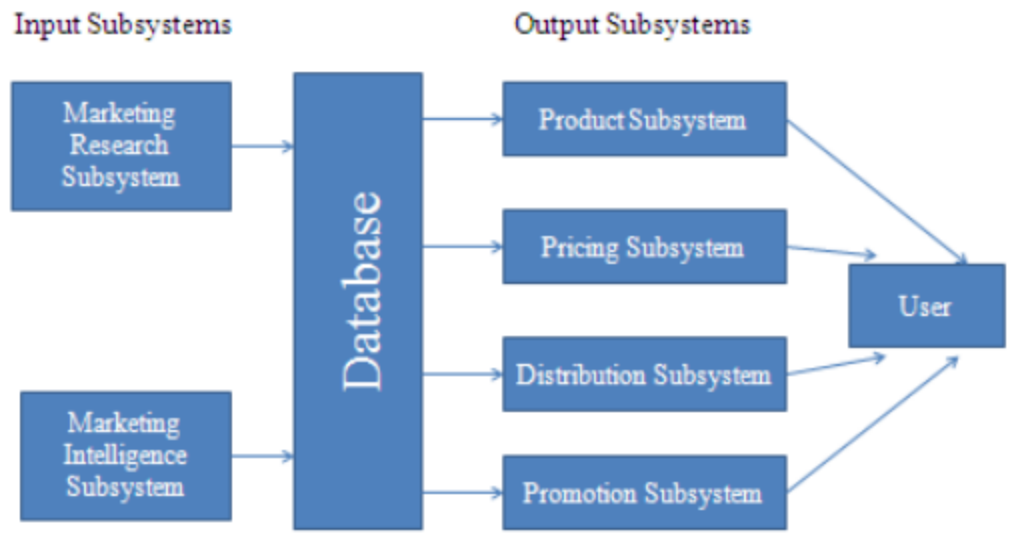 Input Subsystems
Output Subsystems
Marketing
Research
Subsystem
Marketing
Intelligence
Subsystem
Database
Product Subsystem
Pricing Subsystem
Distribution Subsystem
Promotion Subsystem
User